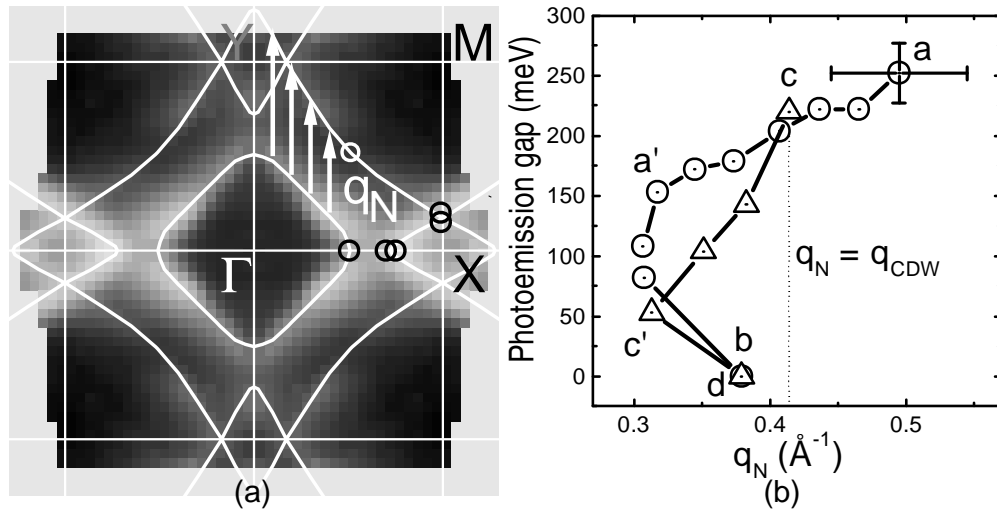 Y
M
q_N
Γ
X
(a)
Photoemission gap (meV)
300
250
200
150
100
50
0
a
c
a'
q_N = q_CDW
c'
b
d
0.3
0.4
0.5
q_N (Å^-1)
(b)